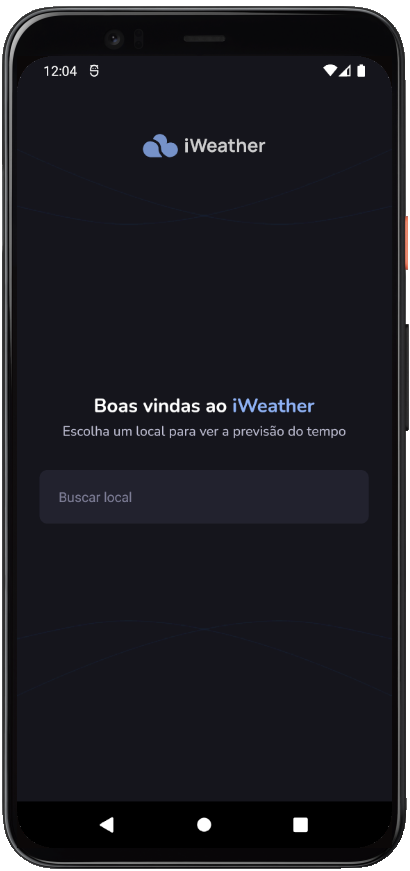 12:04
iWeather
Boas vindas ao iWeather
Escolha um local para ver a previsão do tempo
Buscar local